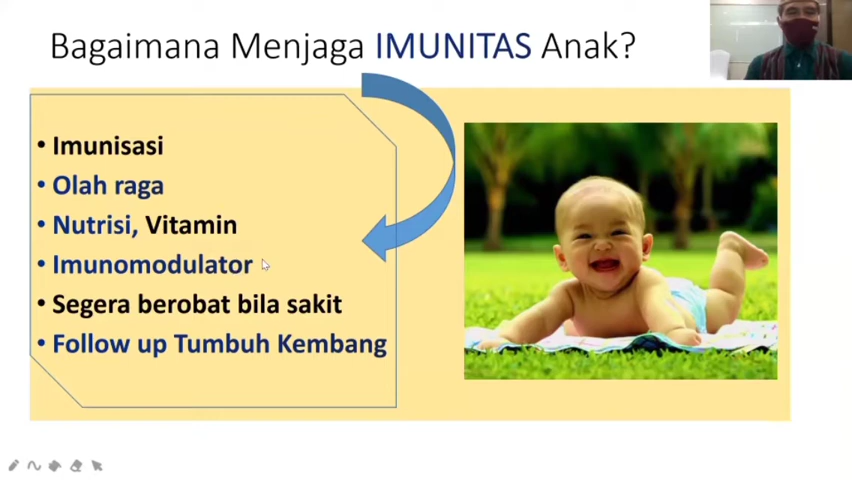 Bagaimana Menjaga IMUNITAS Anak?
• Imunisasi
• Olah raga
• Nutrisi, Vitamin
• Imunomodulator
• Segera berobat bila sakit
• Follow up Tumbuh Kembang